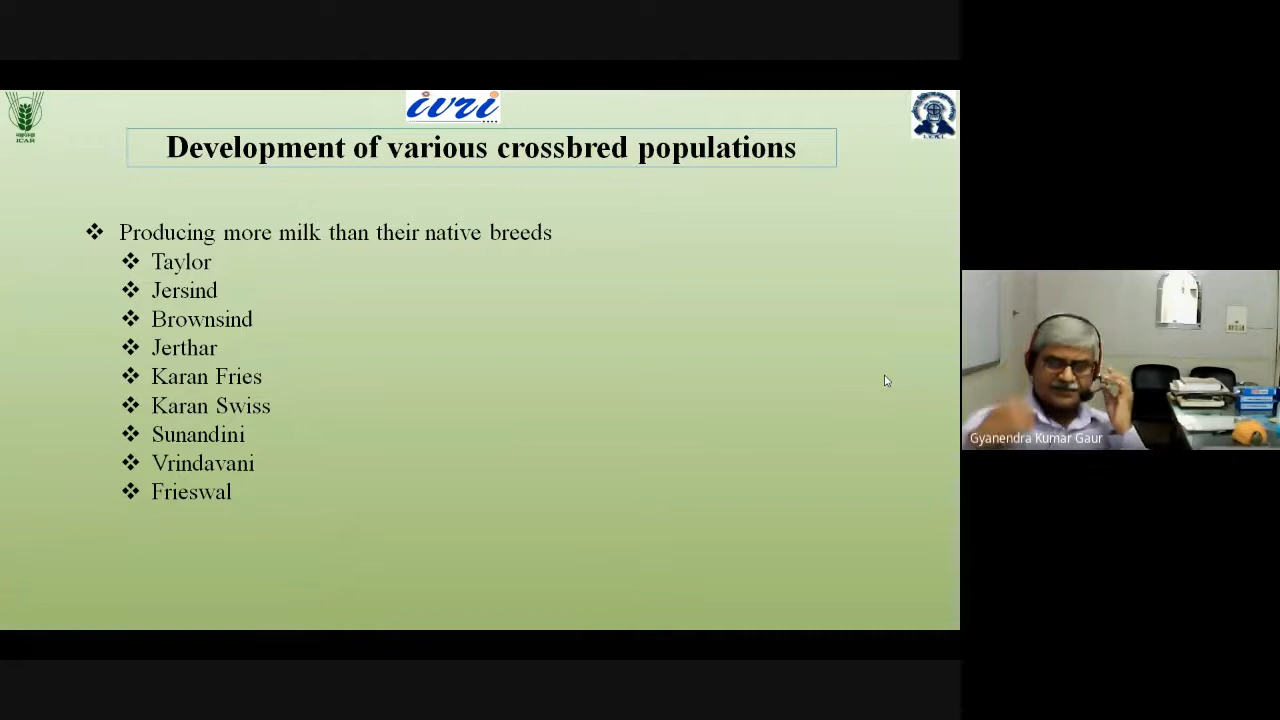 ivri
Development of various crossbred populations
Producing more milk than their native breeds
Taylor
Jersind
Brownsind
Jerthar
Karan Fries
Karan Swiss
Sunandini
Vrindavani
Frieswal
ICAR
Gyanendra Kumar Gaur